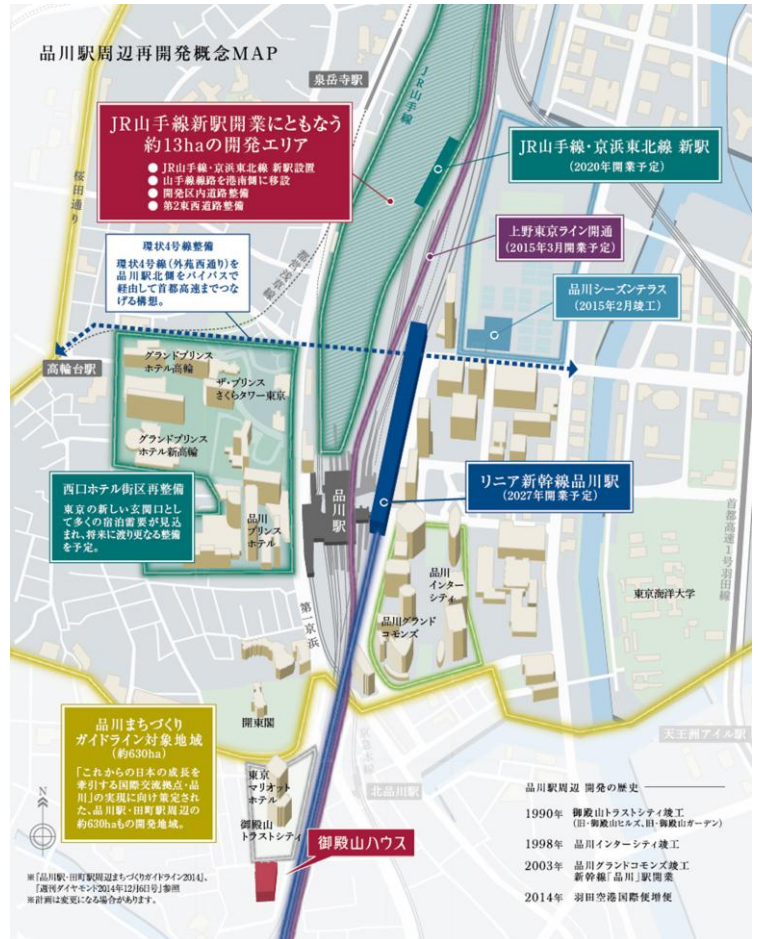 品川駅周辺再開発概念MAP
泉岳寺駅
JR山手線
JR山手線新駅開業にともなう
約13haの開発エリア
● JR山手線・京浜東北線 新駅設置
● 山手線線路を港南側に移設
● 開発区内道路整備
● 第2東西道路整備
JR山手線・京浜東北線 新駅
(2020年開業予定)
桜田通り
上野東京ライン開通
(2015年3月開業予定)
環状4号線整備
環状4号線(外苑西通り)を
品川駅北側をバイパスで
経由して首都高速までつな
げる構想。
都営浅草線
品川シーズンテラス
(2015年2月竣工)
高輪台駅
グランドプリンス
ホテル高輪
ザ・プリンス
さくらタワー東京
グランドプリンス
ホテル新高輪
西口ホテル街区再整備
東京の新しい玄関口とし
て多くの宿泊需要が見込
まれ、将来に渡り更なる整備
を予定。
品川
プリンス
ホテル
品川駅
リニア新幹線品川駅
(2027年開業予定)
首都高速1号羽田線
品川
インター
シティ
東京海洋大学
第一京浜
品川グランド
コモンズ
品川まちづくり
ガイドライン対象地域
(約630ha)
「これからの日本の成長を
牽引する国際交流拠点・品
川」の実現に向け策定され
た、品川駅・田町駅周辺の
約630haもの開発地域。
開東閣
京急本線
天王洲アイル駅
北品川駅
東京
マリオット
ホテル
御殿山
トラストシティ
御殿山ハウス
N
品川駅周辺 開発の歴史
1990年 御殿山トラストシティ竣工
(旧・御殿山ヒルズ、旧・御殿山ガーデン)
1998年 品川インターシティ竣工
2003年 品川グランドコモンズ竣工
新幹線「品川」駅開業
2014年 羽田空港国際便増便
※「品川駅・田町駅周辺まちづくりガイドライン2014」、
「週刊ダイヤモンド2014年12月6日号」参照
※計画は変更になる場合があります。